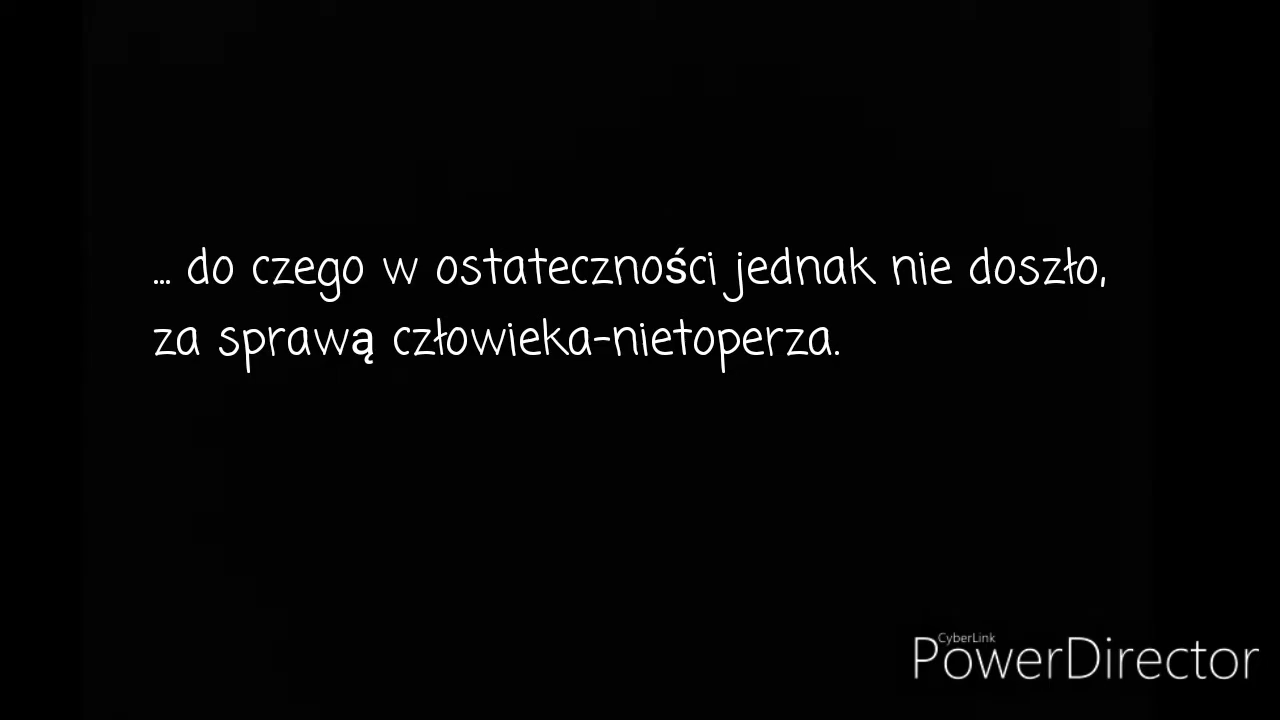 ... do czego w ostateczności jednak nie doszło,
za sprawą człowieka-nietoperza.
CyberLink
PowerDirector